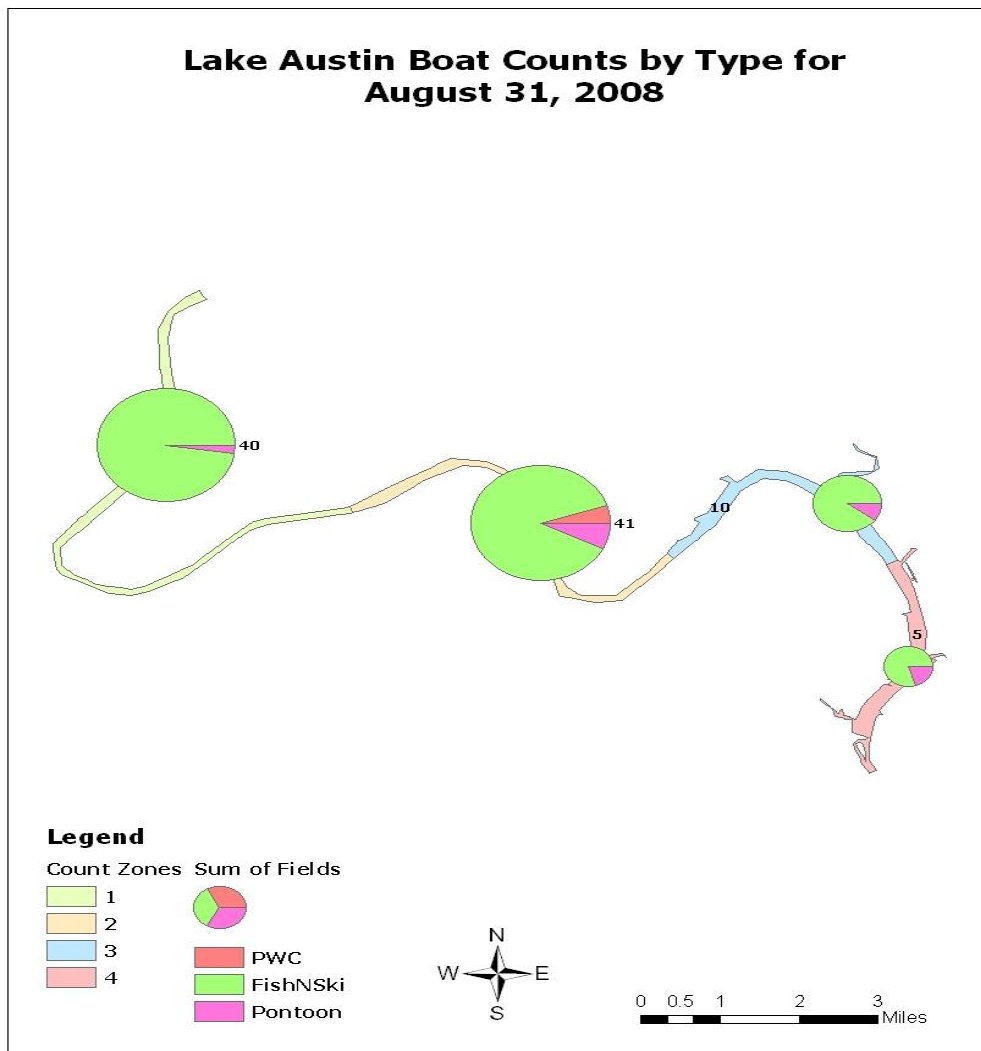 Lake Austin Boat Counts by Type for
August 31, 2008
40
41
10
5
Legend
Count Zones Sum of Fields
1
2
3
4
PWC
FishNSki
Pontoon
N
W E
S
0 0.5 1 2 3
Miles